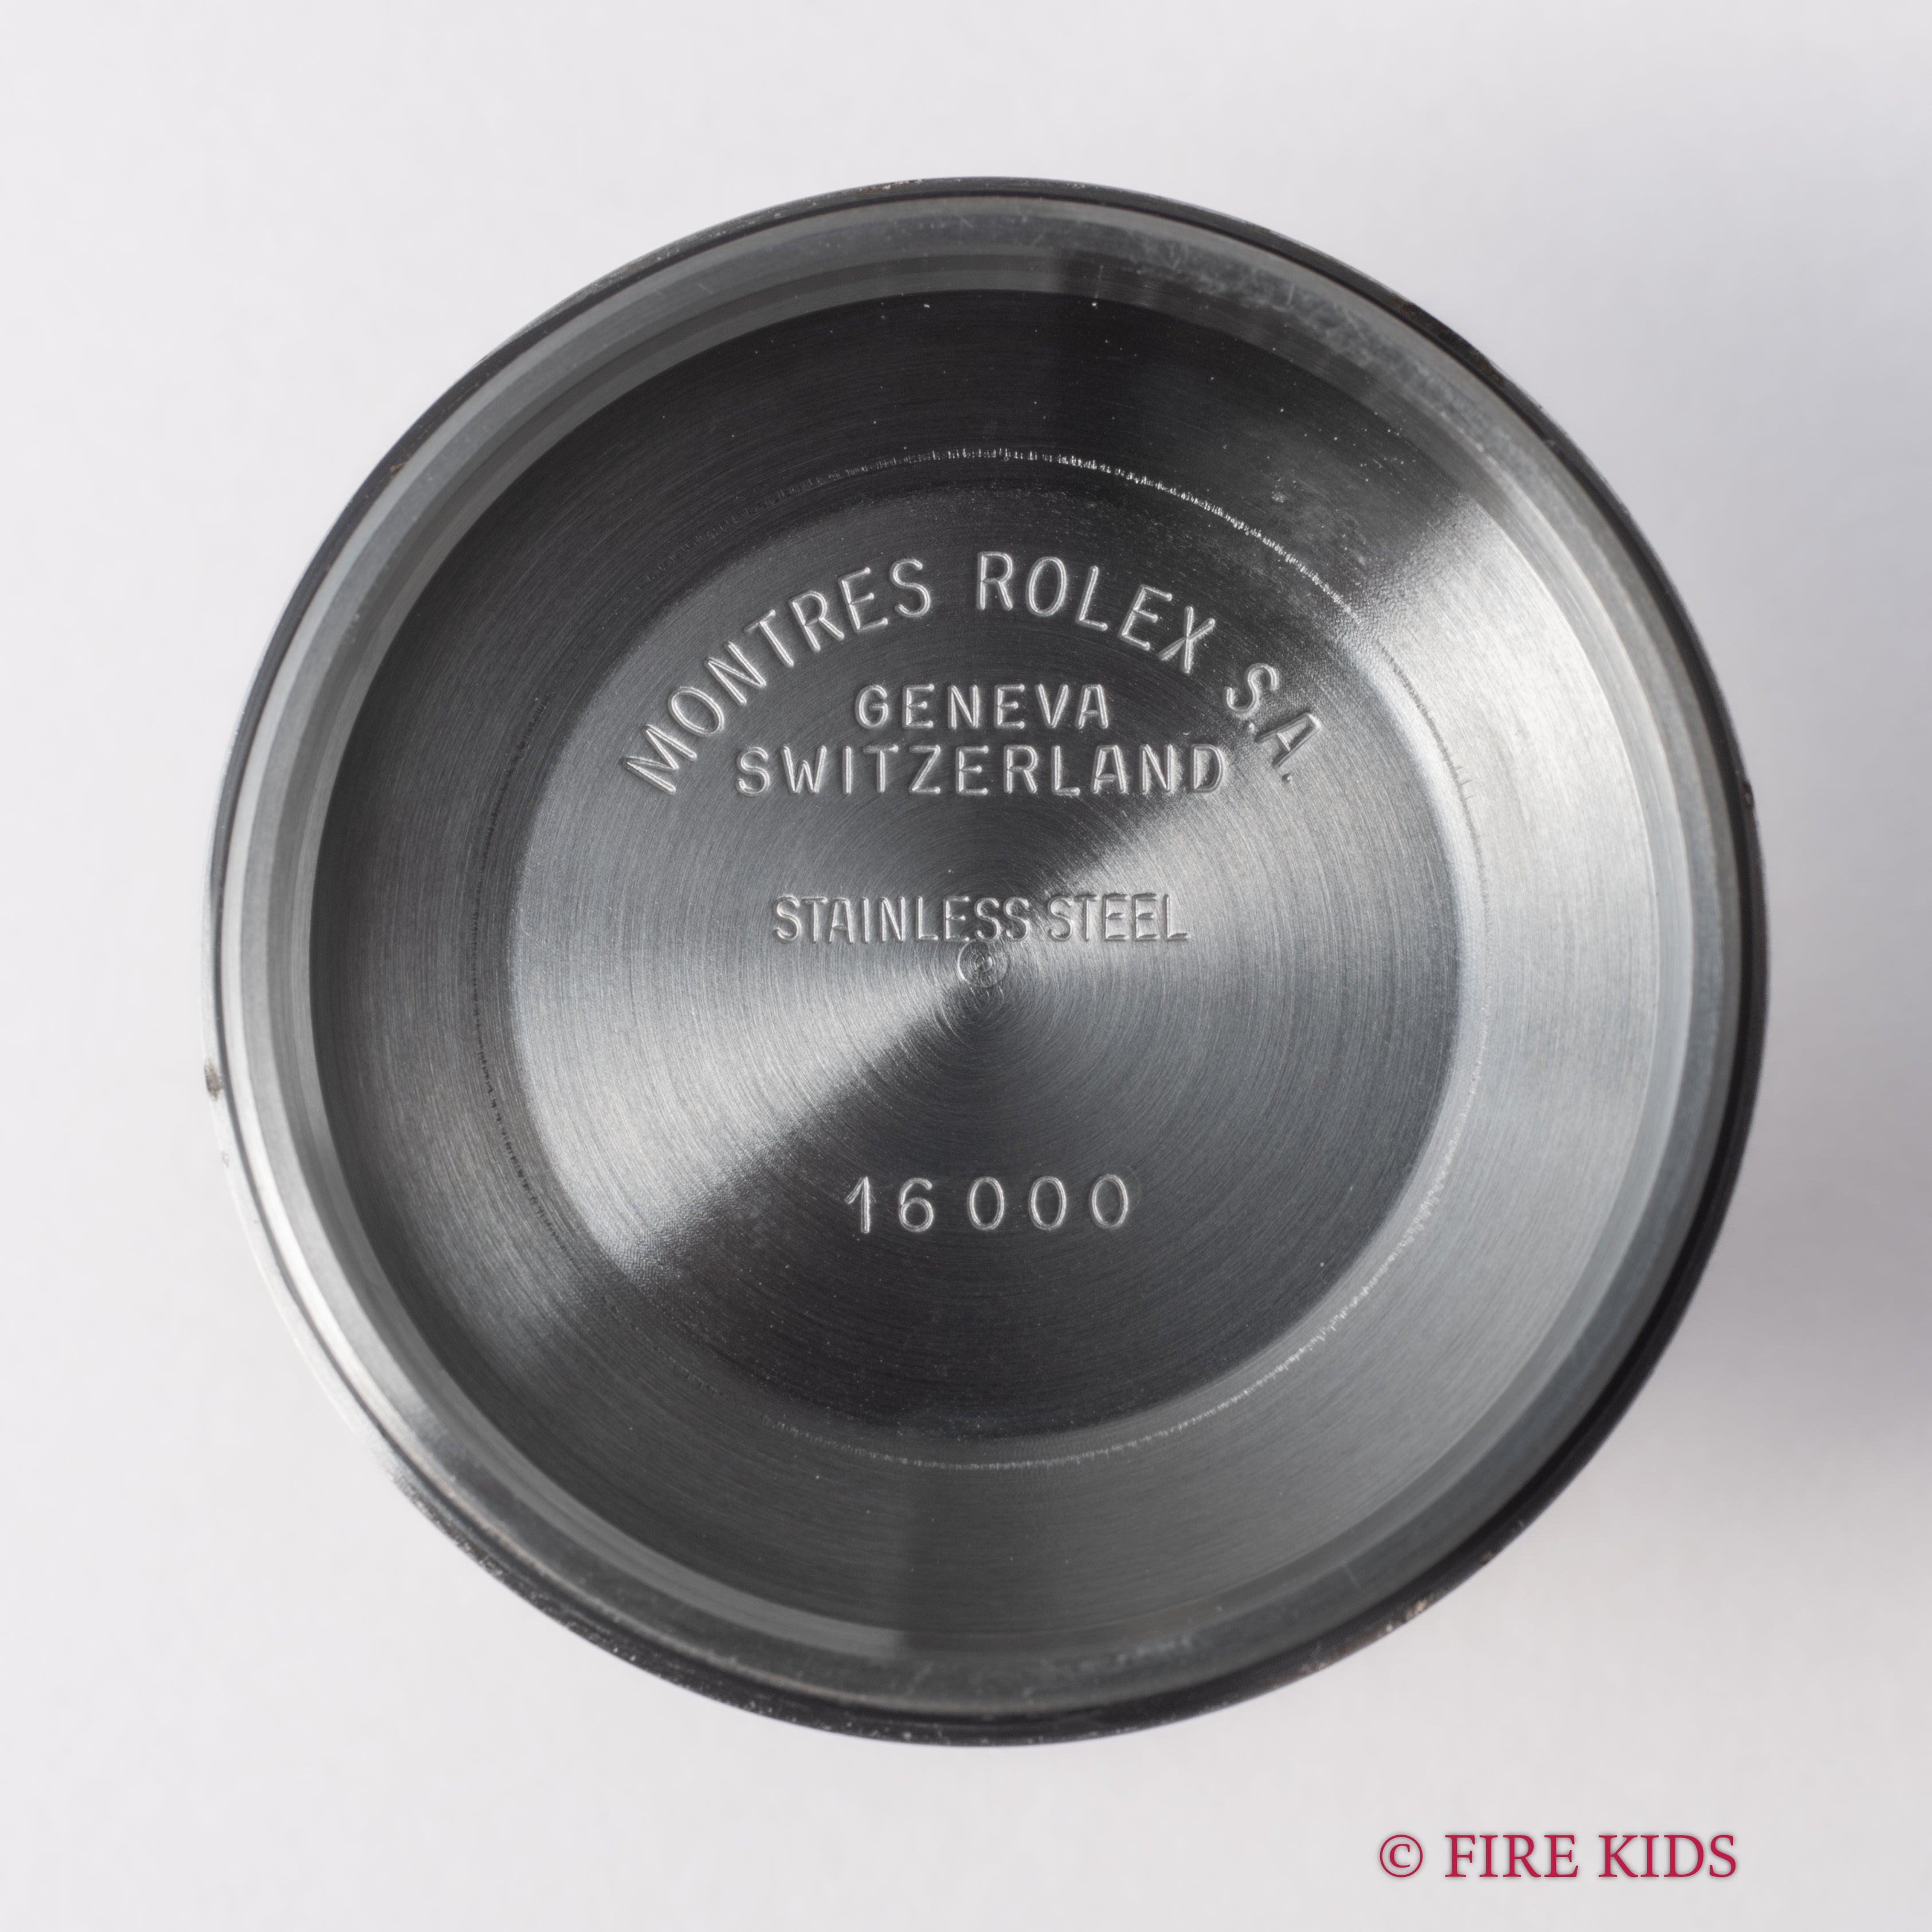 MONTRES ROLEX S.A.
GENEVA
SWITZERLAND
STAINLESS STEEL
16000
© FIRE KIDS